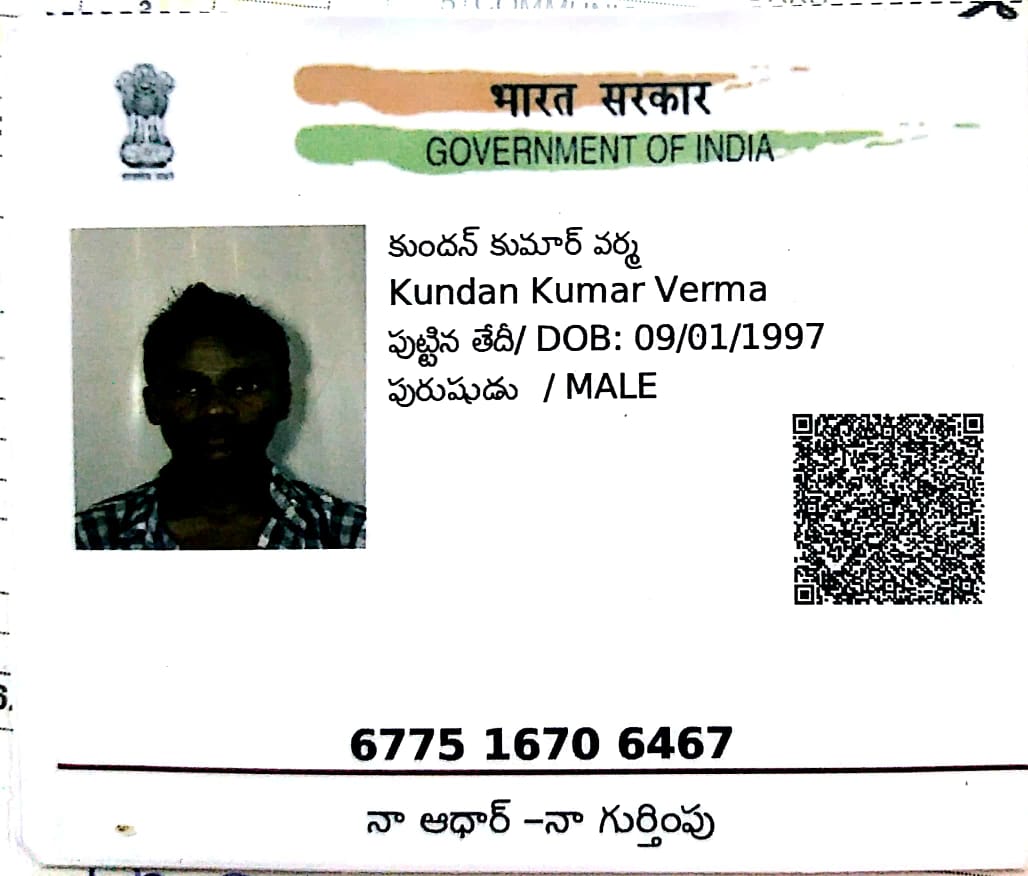 भारत सरकार
GOVERNMENT OF INDIA
కుందన్ కుమార్ వర్మ
Kundan Kumar Verma
పుట్టిన తేదీ/ DOB: 09/01/1997
పురుషుడు / MALE
6775 1670 6467
నా ఆధార్ –నా గుర్తింపు